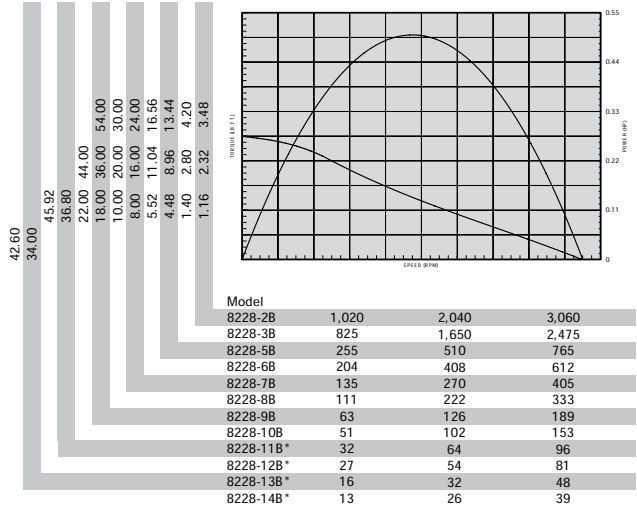 42.60
34.00
45.92
36.80
22.00 44.00
18.00 36.00 54.00
10.00 20.00 30.00
8.00 16.00 24.00
5.52 11.04 16.56
4.48 8.96 13.44
1.40 2.80 4.20
1.16 2.32 3.48
TORQUE (LB-FT)
0.55
0.44
0.33
0.22
0.11
0
POWER (HP)
SPEED (RPM)
Model
8228-2B 1,020 2,040 3,060
8228-3B 825 1,650 2,475
8228-5B 255 510 765
8228-6B 204 408 612
8228-7B 135 270 405
8228-8B 111 222 333
8228-9B 63 126 189
8228-10B 51 102 153
8228-11B* 32 64 96
8228-12B* 27 54 81
8228-13B* 16 32 48
8228-14B* 13 26 39